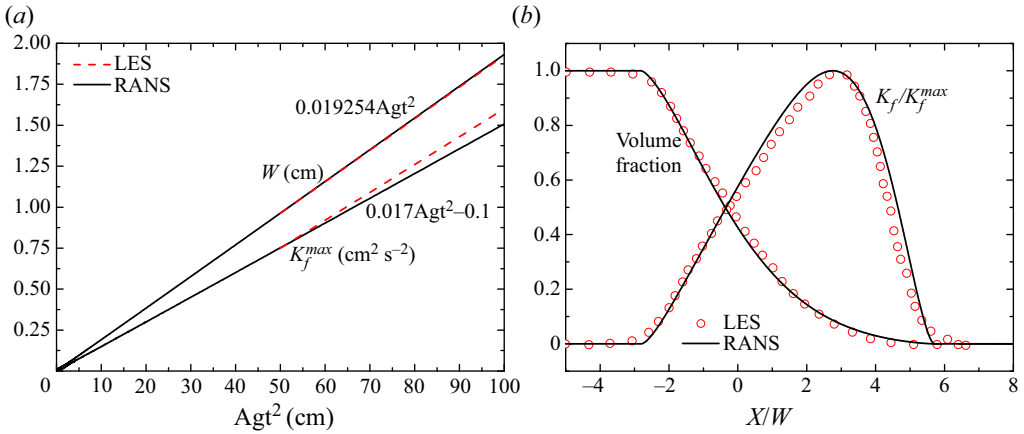 (a)
2.00
1.75
1.50
1.25
1.00
0.75
0.50
0.25
0
10
20
30
40
50
60
70
80
90
100
LES
RANS
0.019254Agt²
W (cm)
0.017Agt²–0.1
K_f^max (cm² s⁻²)
Agt² (cm)
(b)
1.0
0.8
0.6
0.4
0.2
0
–4
–2
0
2
4
6
8
K_f/K_f^max
Volume
fraction
LES
RANS
X/W